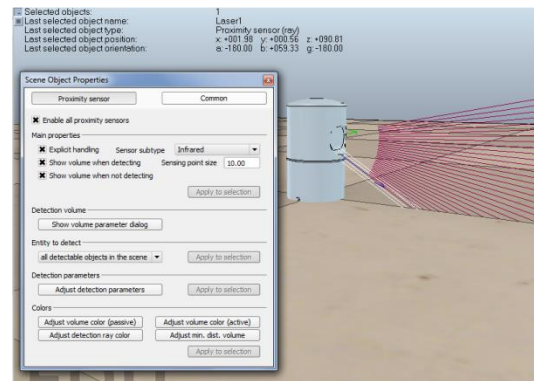 Selected objects: 1
Last selected object name: Laser1
Last selected object type: Proximity sensor (ray)
Last selected object position: x: +001.98 y: +000.56 z: +090.81
Last selected object orientation: a: -180.00 b: +059.33 g: -180.00
Scene Object Properties
Proximity sensor Common
Enable all proximity sensors
Main properties
Explicit handling Sensor subtype Infrared
Show volume when detecting Sensing point size 10.00
Show volume when not detecting
Apply to selection
Detection volume
Show volume parameter dialog
Entity to detect
all detectable objects in the scene Apply to selection
Detection parameters
Adjust detection parameters Apply to selection
Colors
Adjust volume color (passive) Adjust volume color (active)
Adjust detection ray color Adjust min. dist. volume
Apply to selection